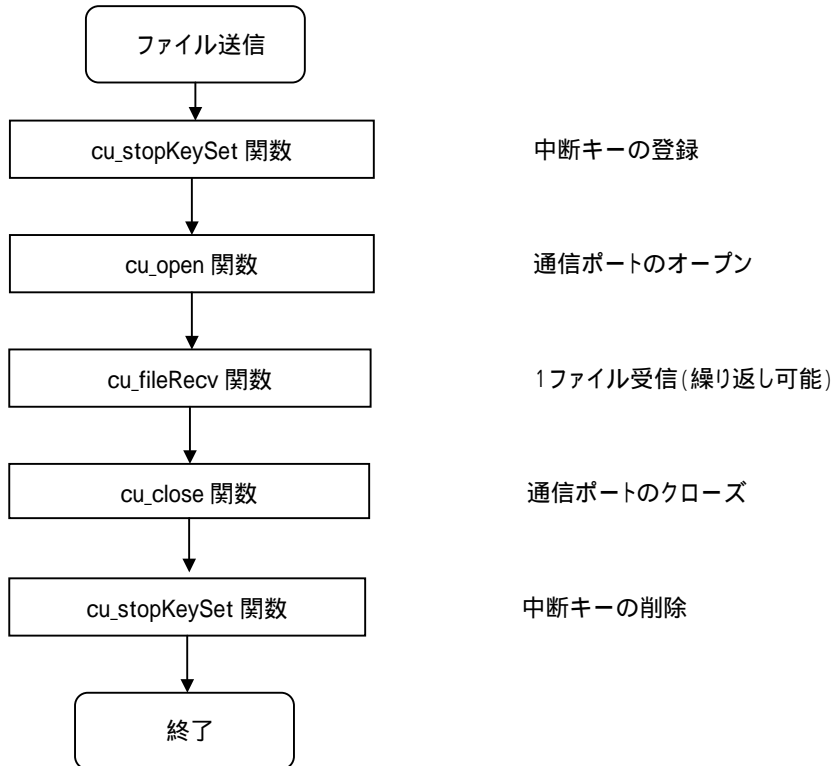 ファイル送信
cu_stopKeySet 関数 中断キーの登録
cu_open 関数 通信ポートのオープン
cu_fileRecv 関数 1ファイル受信(繰り返し可能)
cu_close 関数 通信ポートのクローズ
cu_stopKeySet 関数 中断キーの削除
終了